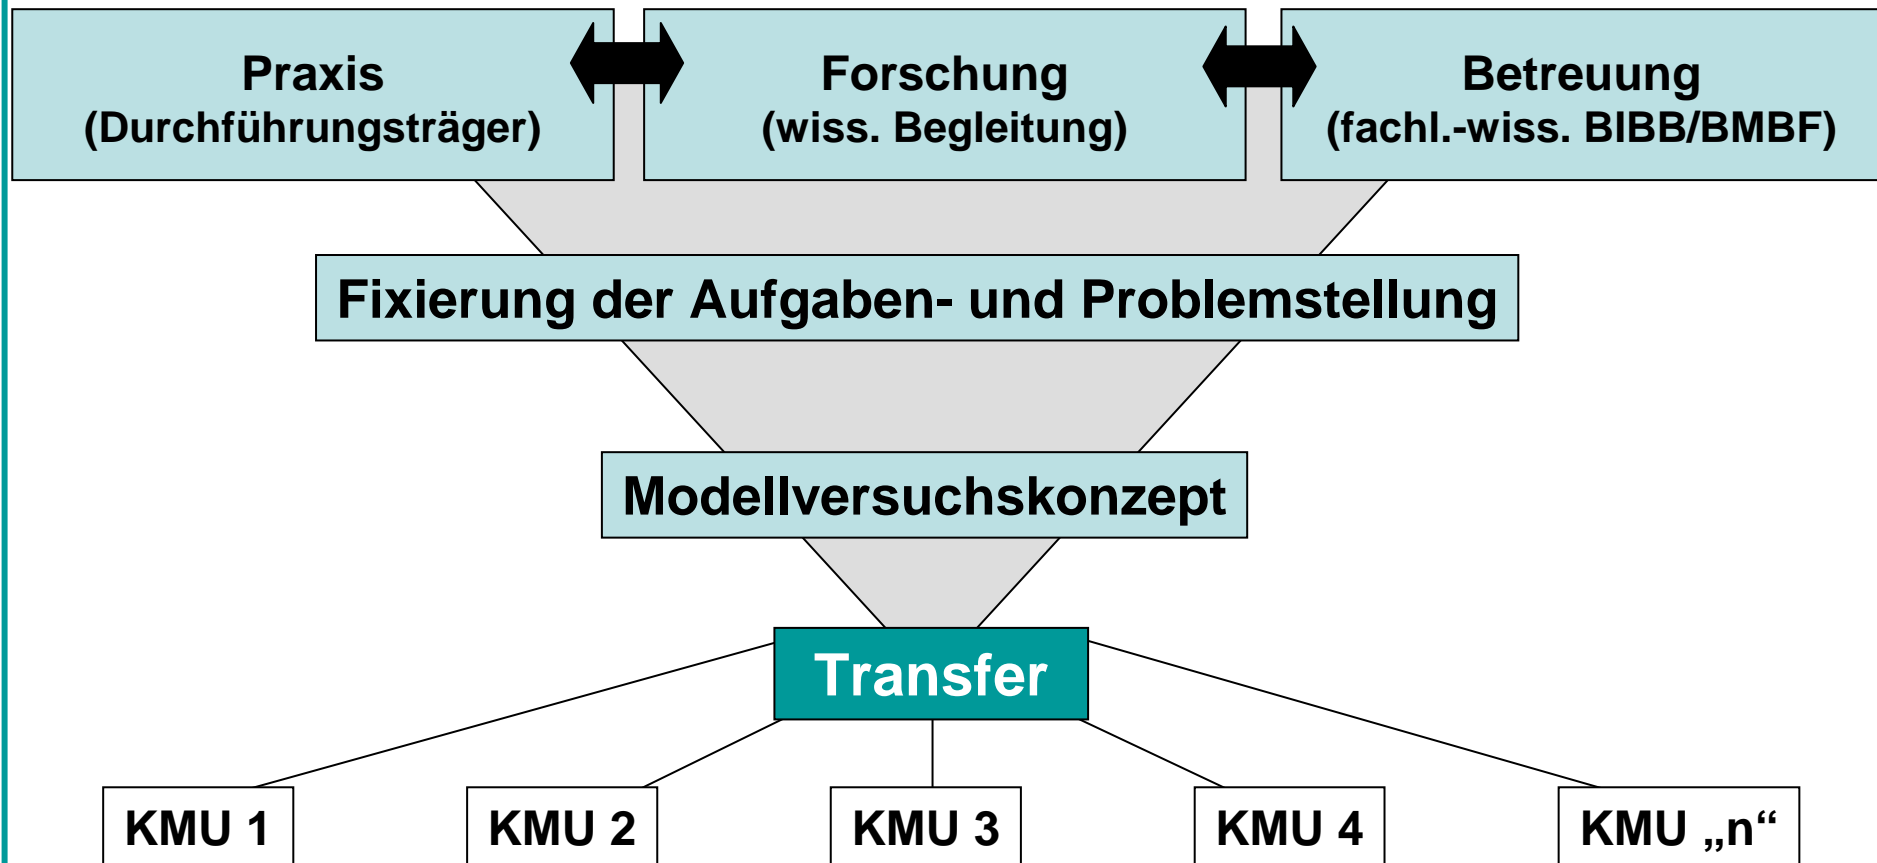 Praxis
(Durchführungsträger)
Forschung
(wiss. Begleitung)
Betreuung
(fachl.-wiss. BIBB/BMBF)
Fixierung der Aufgaben- und Problemstellung
Modellversuchskonzept
Transfer
KMU 1
KMU 2
KMU 3
KMU 4
KMU „n“